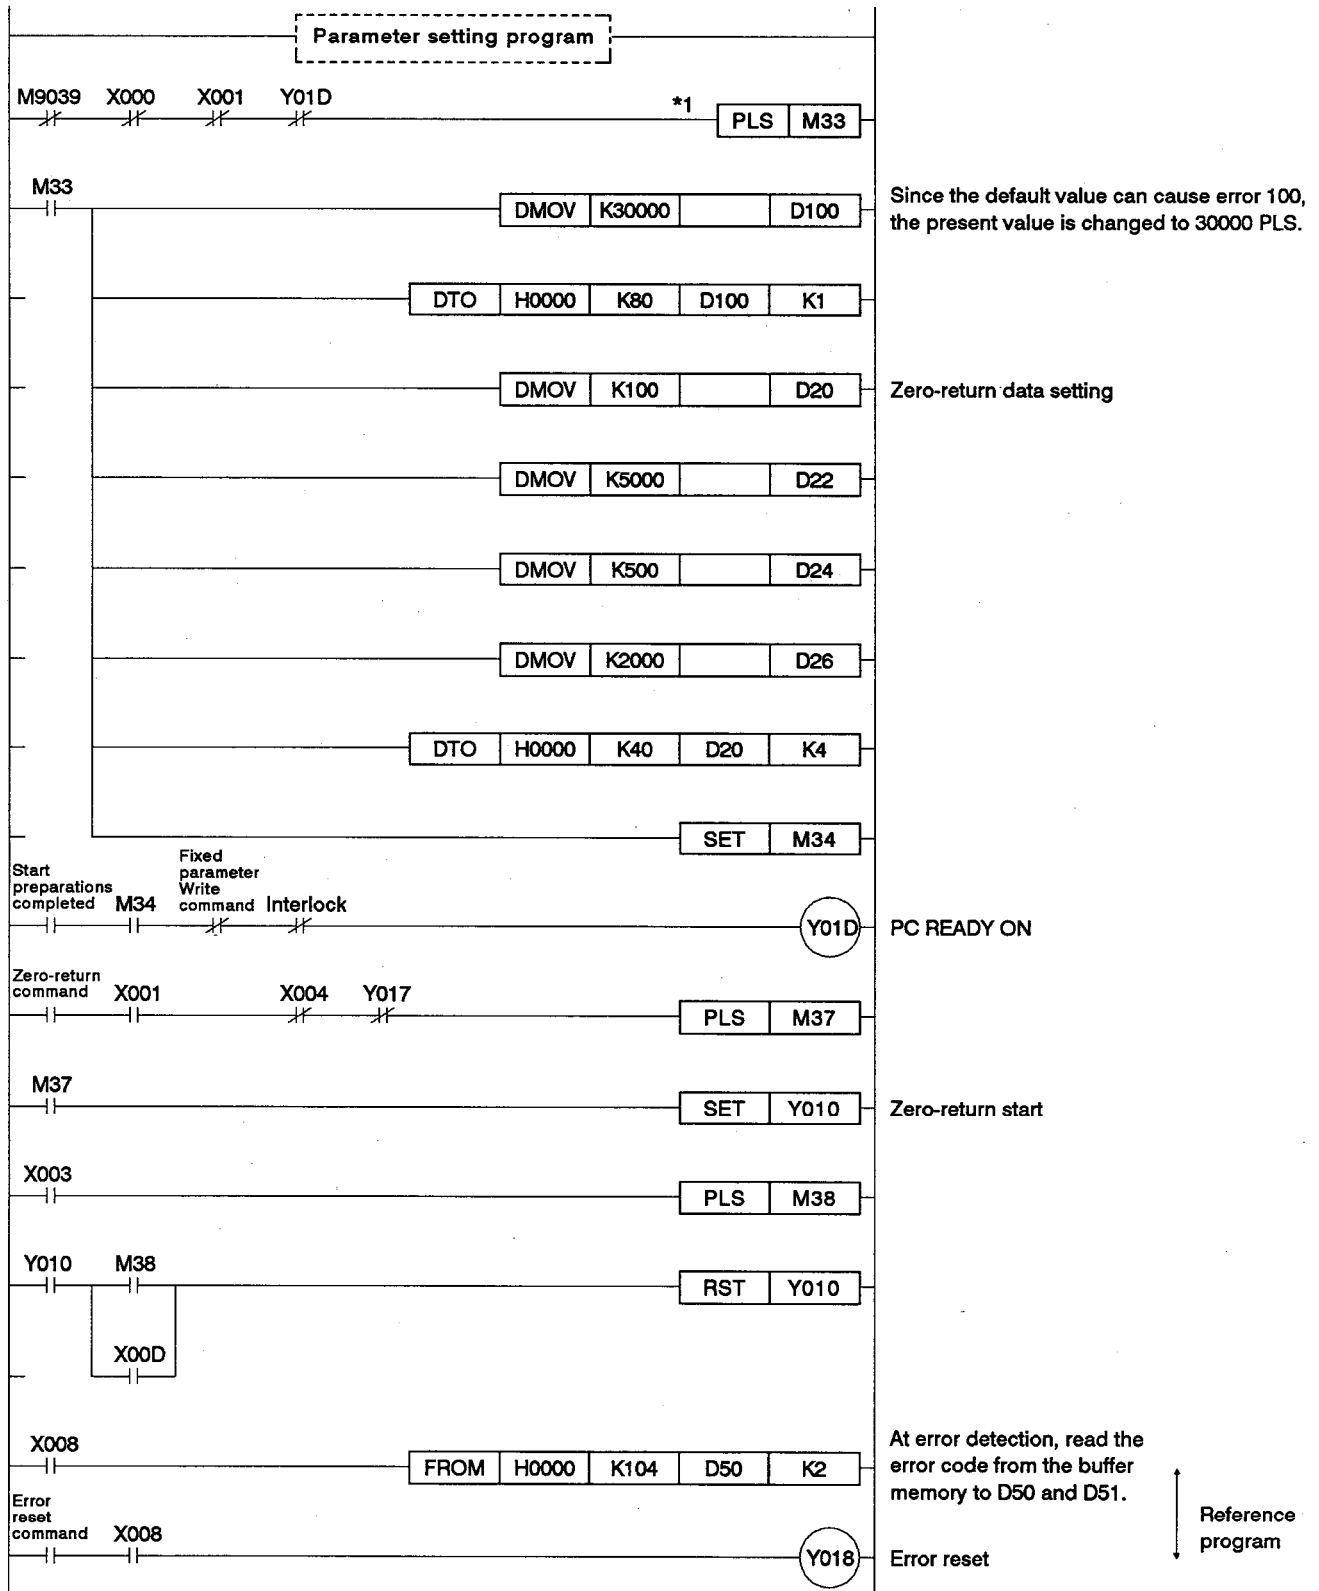 Parameter setting program
M9039 X000 X001 Y01D
*1 PLS M33
M33
DMOV K30000 D100
Since the default value can cause error 100,
the present value is changed to 30000 PLS.
DTO H0000 K80 D100 K1
DMOV K100 D20 Zero-return data setting
DMOV K5000 D22
DMOV K500 D24
DMOV K2000 D26
DTO H0000 K40 D20 K4
SET M34
Start
preparations
completed
M34
Fixed
parameter
Write
command
Interlock
Y01D PC READY ON
Zero-return
command
X001 X004 Y017
PLS M37
M37
SET Y010 Zero-return start
X003
PLS M38
Y010 M38
RST Y010
X00D
X008
FROM H0000 K104 D50 K2
At error detection, read the
error code from the buffer
memory to D50 and D51.
Error
reset
command
X008
Y018 Error reset
Reference
program